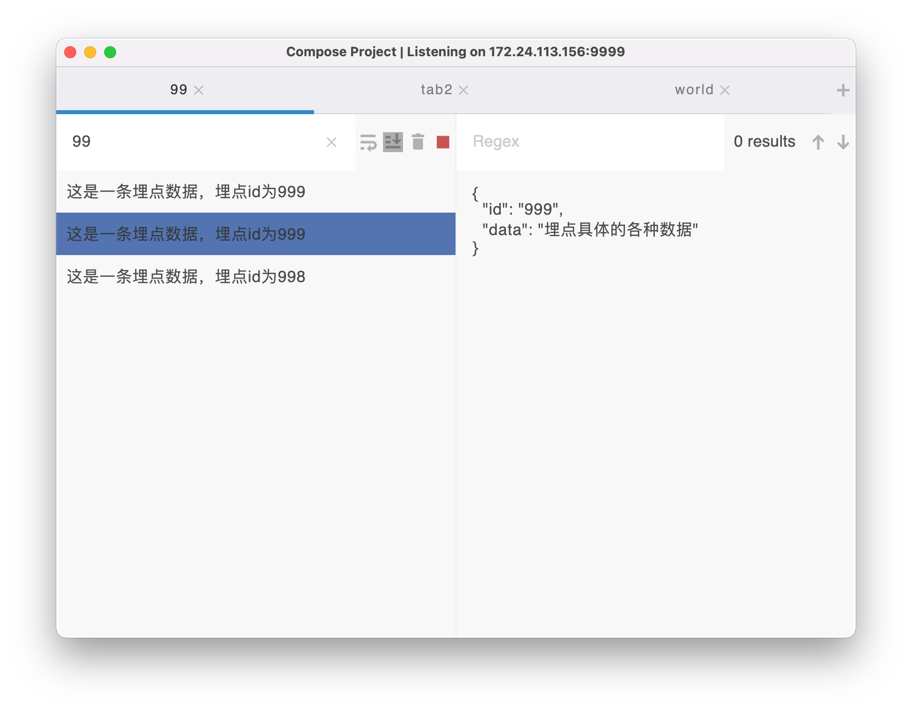 Compose Project | Listening on 172.24.113.156:9999
99
tab2
world
99
Regex
0 results
这是一条埋点数据，埋点id为999
这是一条埋点数据，埋点id为999
这是一条埋点数据，埋点id为998
{
"id": "999",
"data": "埋点具体的各种数据"
}